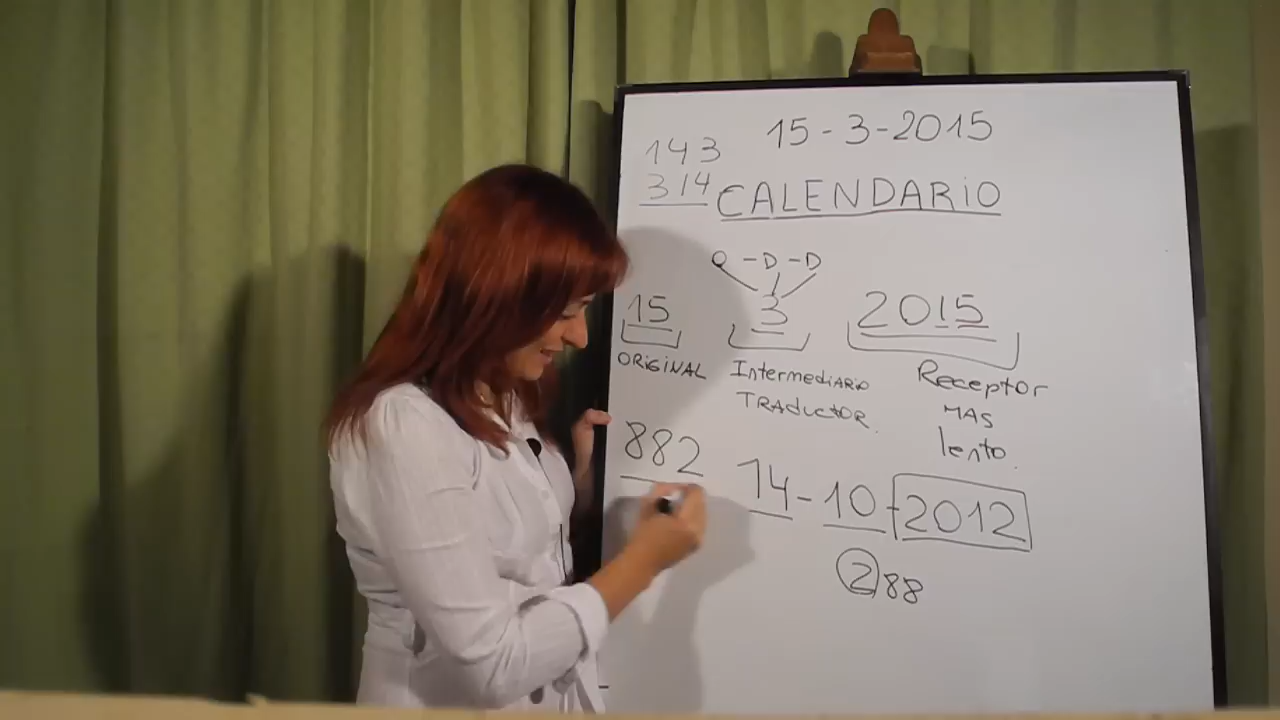 15-3-2015
143
314
CALENDARiO
O-D-D
15 3 2015
ORiGiNAL Intermediario Receptor
TRAductOR. MAS
lento.
882
14-10-2012
288